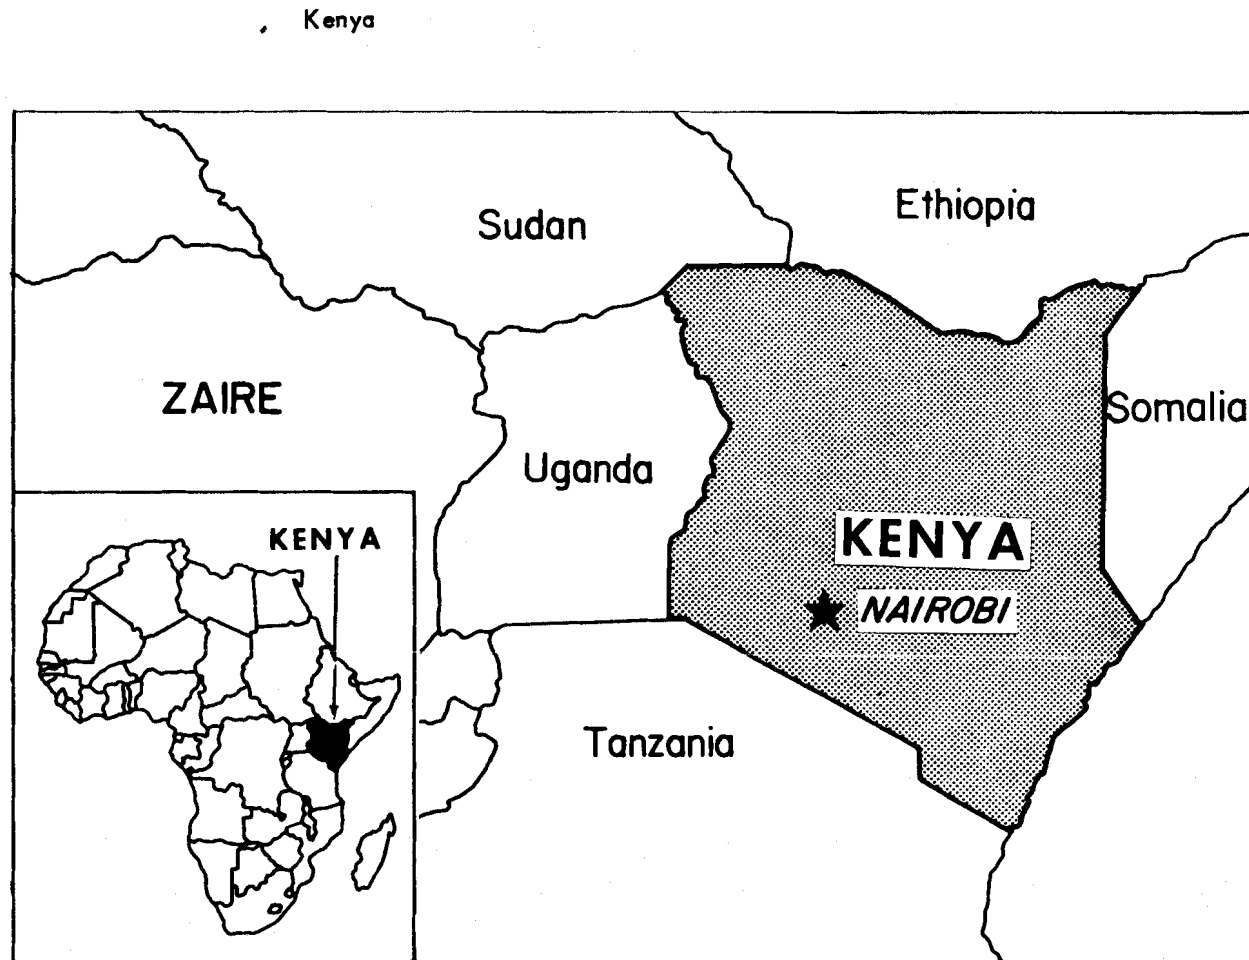 Kenya
Ethiopia
Sudan
ZAIRE
Somalia
Uganda
KENYA
KENYA
NAIROBI
Tanzania